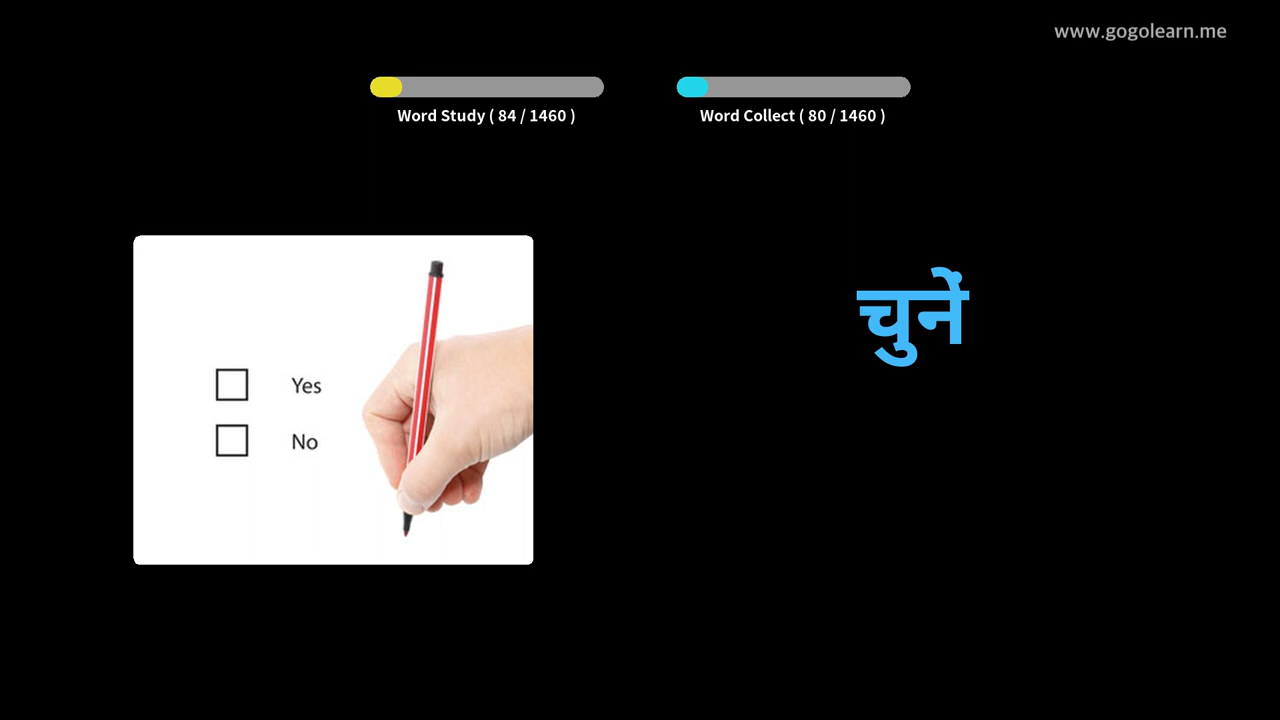 www.gogolearn.me
Word Study ( 84 / 1460 )
Word Collect ( 80 / 1460 )
चुनें
Yes
No